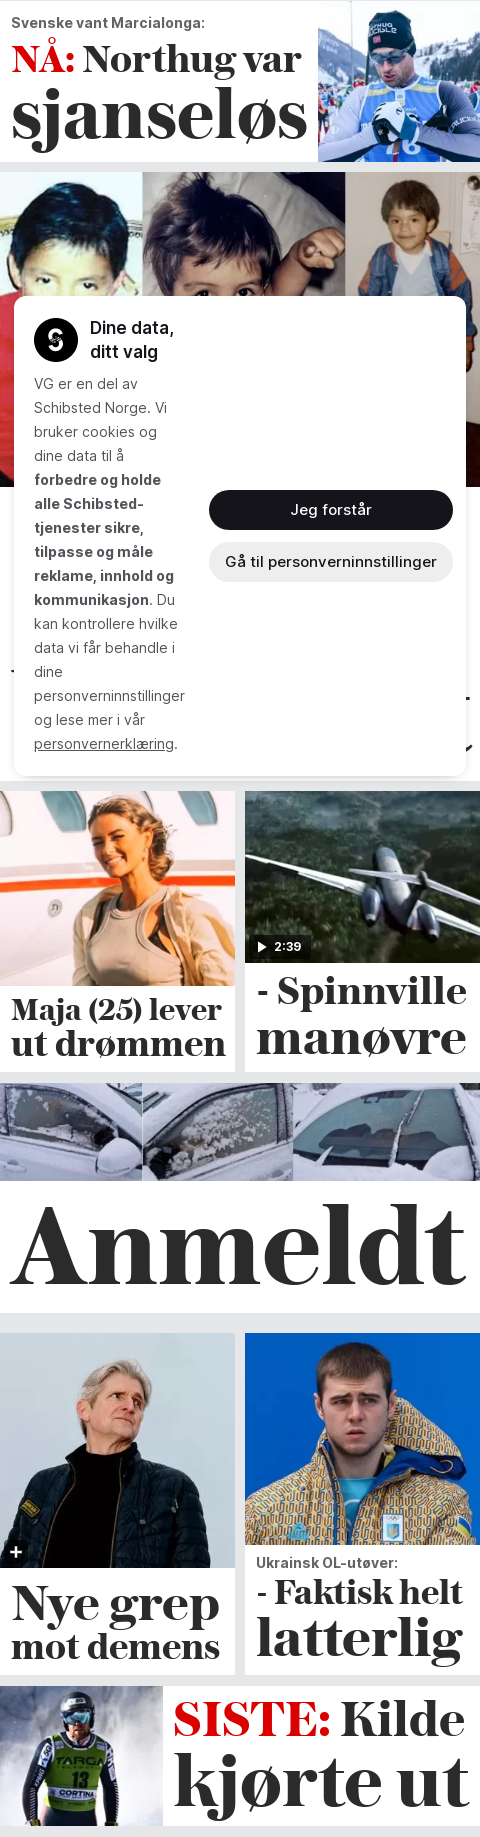 Svenske vant Marcialonga:
NÅ: Northug var
sjanseløs
Dine data,
ditt valg
VG er en del av
Schibsted Norge. Vi
bruker cookies og
dine data til å
forbedre og holde
alle Schibsted-
tjenester sikre,
tilpasse og måle
reklame, innhold og
kommunikasjon. Du
kan kontrollere hvilke
data vi får behandle i
dine
personverninnstillinger
og lese mer i vår
personvernerklæring.
Jeg forstår
Gå til personverninnstillinger
Maja (25) lever
ut drømmen
2:39
- Spinnville
manøvre
Anmeldt
Nye grep
mot demens
Ukrainsk OL-utøver:
- Faktisk helt
latterlig
TARGA
13
CORTINA
SISTE: Kilde
kjørte ut